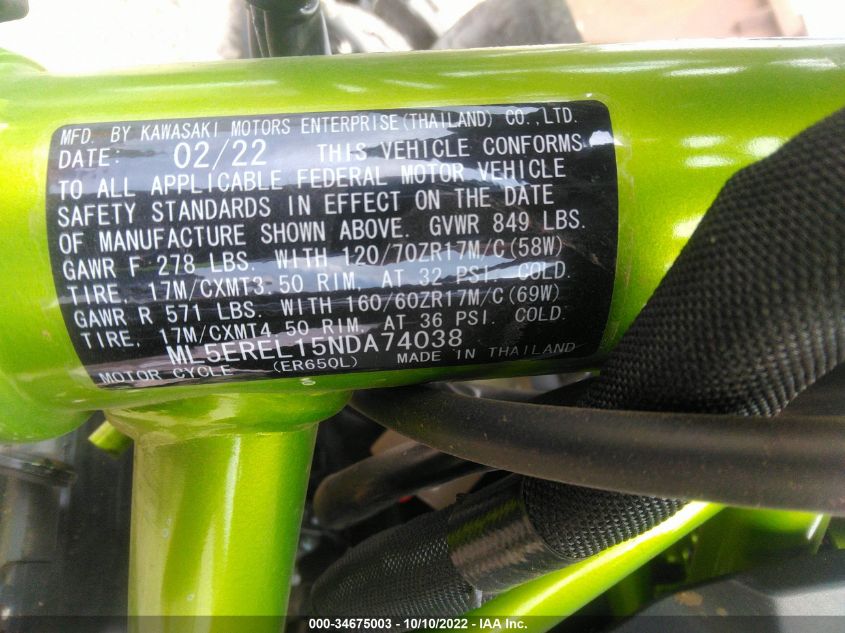 MFD. BY KAWASAKI MOTORS ENTERPRISE(THAILAND) CO.,LTD.
DATE: 02/22 THIS VEHICLE CONFORMS
TO ALL APPLICABLE FEDERAL MOTOR VEHICLE
SAFETY STANDARDS IN EFFECT ON THE DATE
OF MANUFACTURE SHOWN ABOVE. GVWR 849 LBS.
GAWR F 278 LBS. WITH 120/70ZR17M/C(58W)
TIRE, 17M/CXMT3.50 RIM, AT 32 PSI. COLD.
GAWR R 571 LBS. WITH 160/60ZR17M/C(69W)
TIRE, 17M/CXMT4.50 RIM, AT 36 PSI. COLD.
ML5EREL15NDA74038
MOTOR CYCLE (ER650L) MADE IN THAILAND
000-34675003 - 10/10/2022 - IAA Inc.